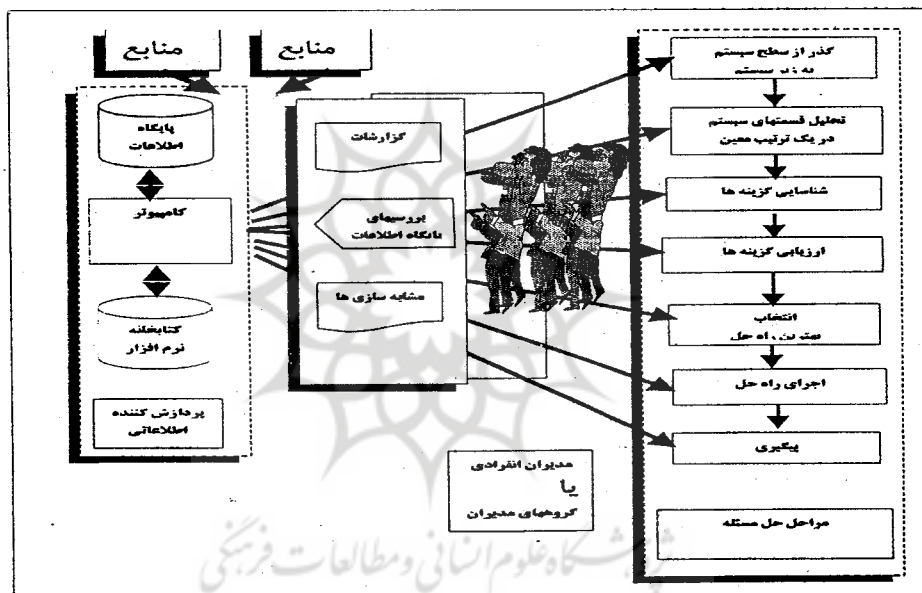 منابع
منابع
گذر از سطح سیستم
به زیر سیستم
تحلیل قسمتهای سیستم
در یک ترتیب معین
شناسایی گزینه ها
ارزیابی گزینه ها
انتخاب
بهترین راه حل
اجرای راه حل
پیگیری
مراحل حل مسئله
گزارشات
بروسیهای
پایگاه اطلاعات
مشابه سازی ها
مدیران انفرادی
یا
گروههای مدیران
پایگاه
اطلاعات
کامپیوتر
کتابخانه
نرم افزار
پردازش کننده
اطلاعاتی
پژوهشگاه علوم انسانی و مطالعات فرهنگی